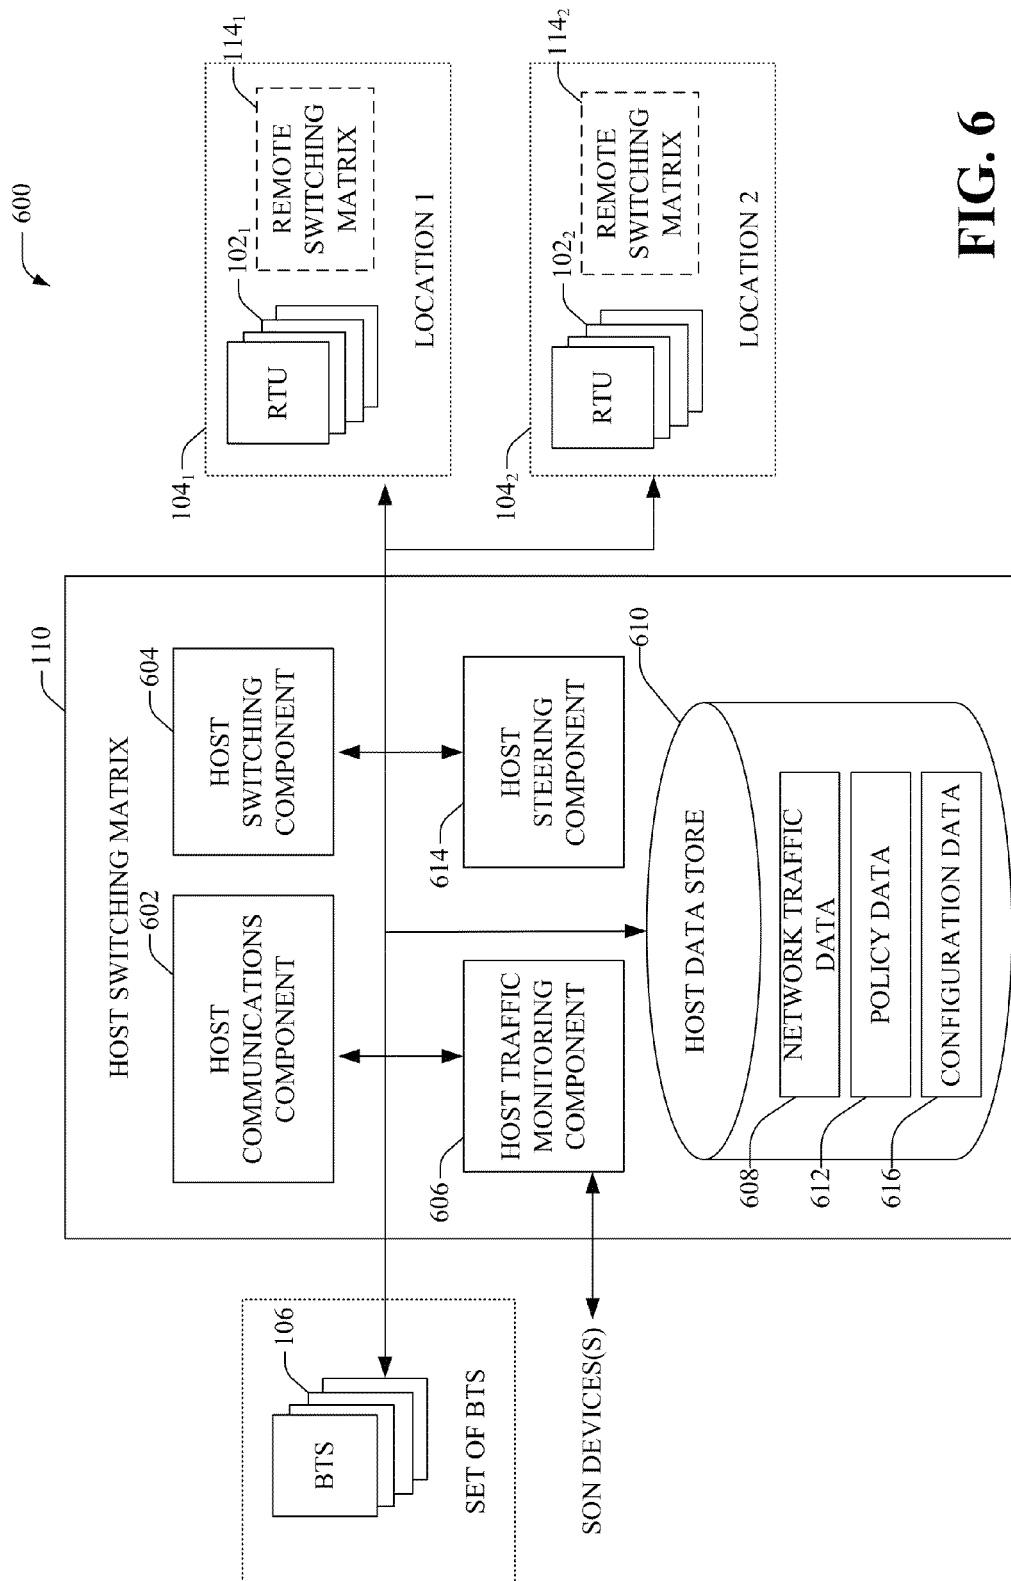 600
110
HOST SWITCHING MATRIX
106
BTS
SET OF BTS
SON DEVICES(S)
602
HOST
COMMUNICATIONS
COMPONENT
604
HOST
SWITCHING
COMPONENT
606
HOST TRAFFIC
MONITORING
COMPONENT
614
HOST
STEERING
COMPONENT
610
HOST DATA STORE
608
NETWORK TRAFFIC
DATA
612
POLICY DATA
616
CONFIGURATION DATA
104₁
102₁
RTU
114₁
REMOTE
SWITCHING
MATRIX
LOCATION 1
104₂
102₂
RTU
114₂
REMOTE
SWITCHING
MATRIX
LOCATION 2
FIG. 6